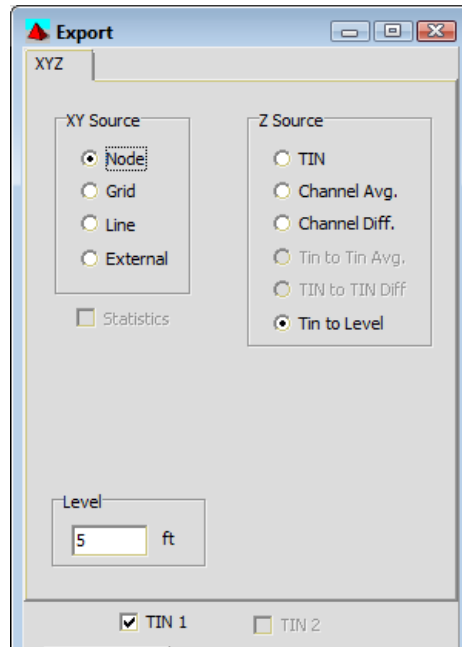 Export
XYZ
XY Source
Node
Grid
Line
External
Statistics
Z Source
TIN
Channel Avg.
Channel Diff.
Tin to Tin Avg.
TIN to TIN Diff
Tin to Level
Level
5 ft
TIN 1 TIN 2